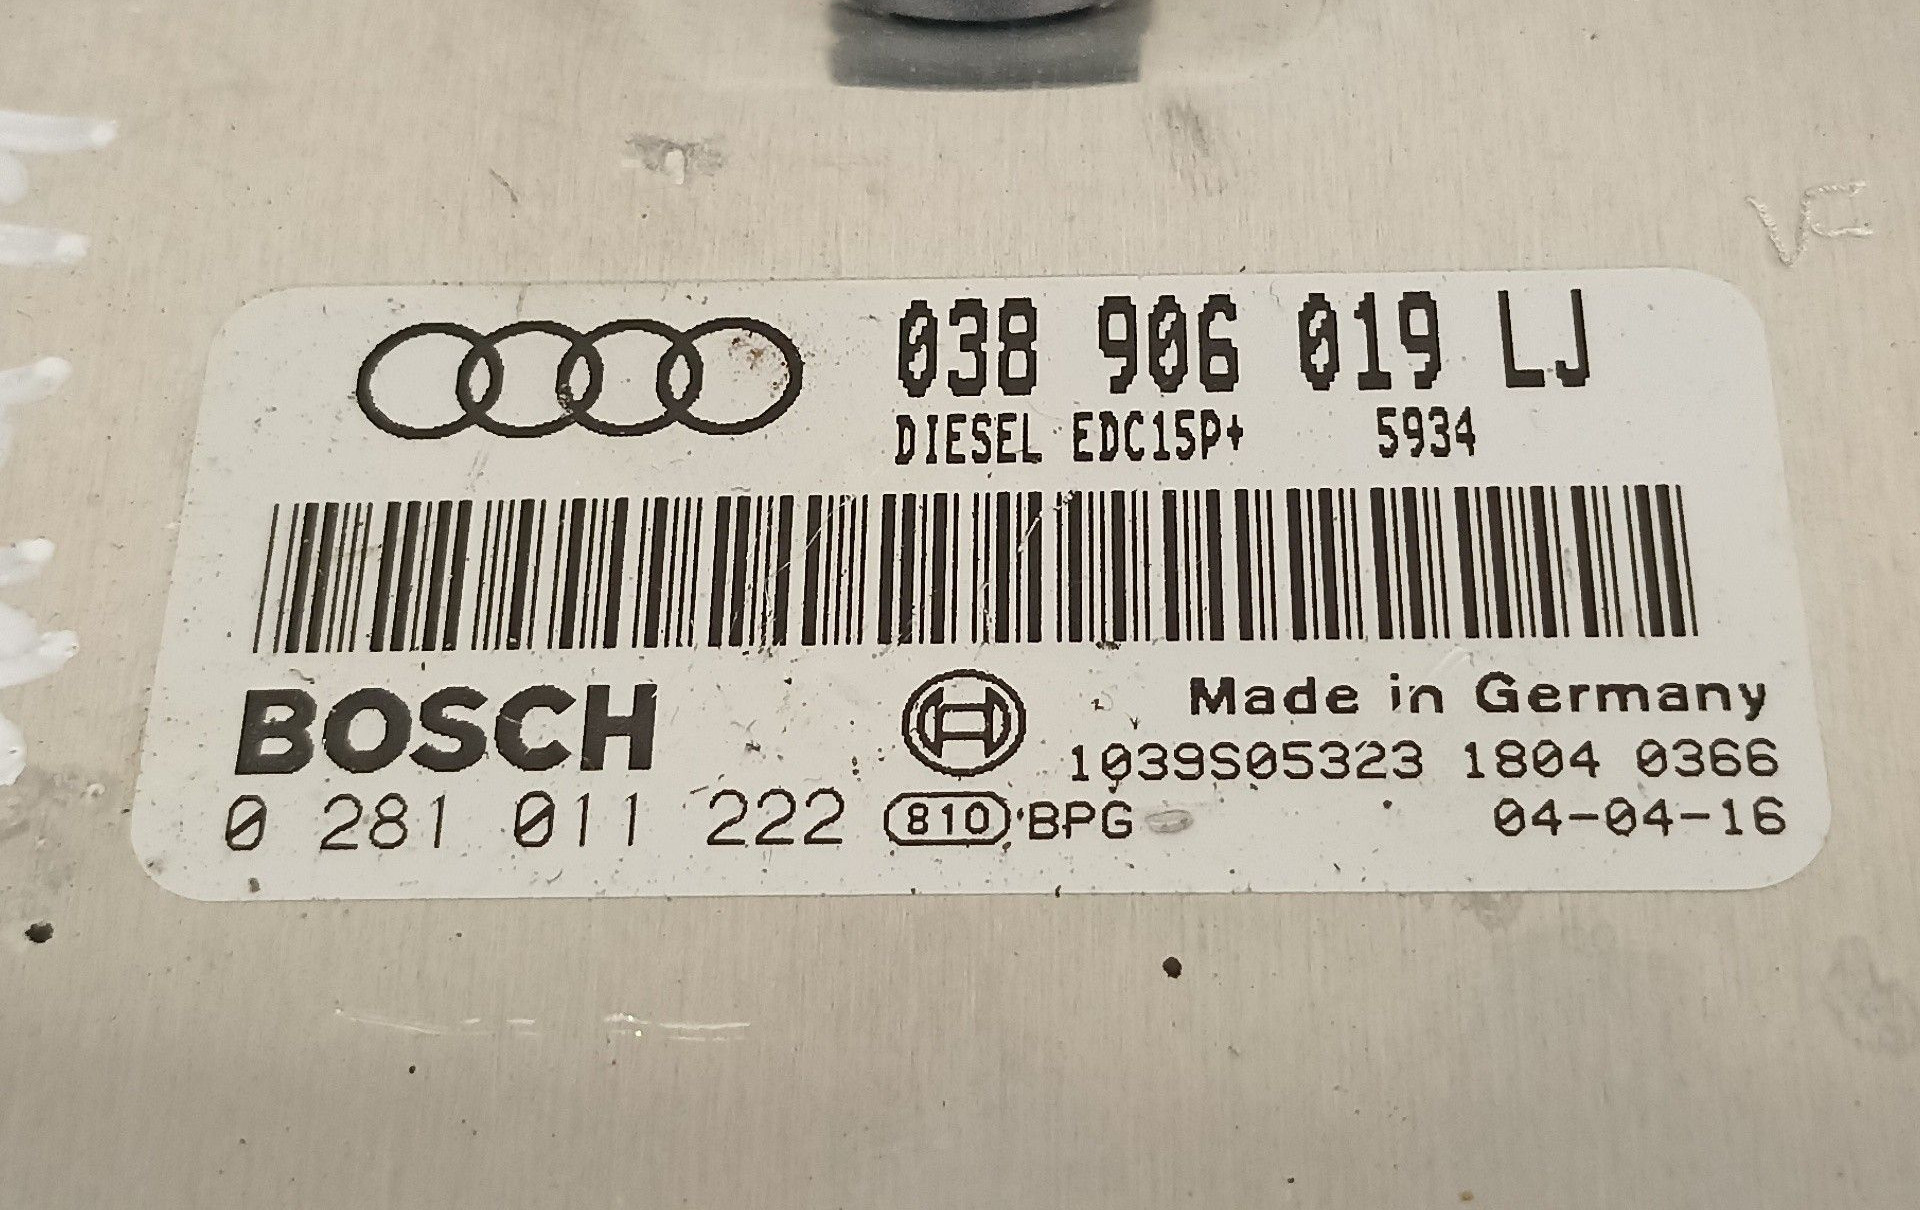 038 906 019 LJ
DIESEL EDC15P+ 5934
BOSCH
Made in Germany
1039S05323 1804 0366
0 281 011 222 810 BPG 04-04-16